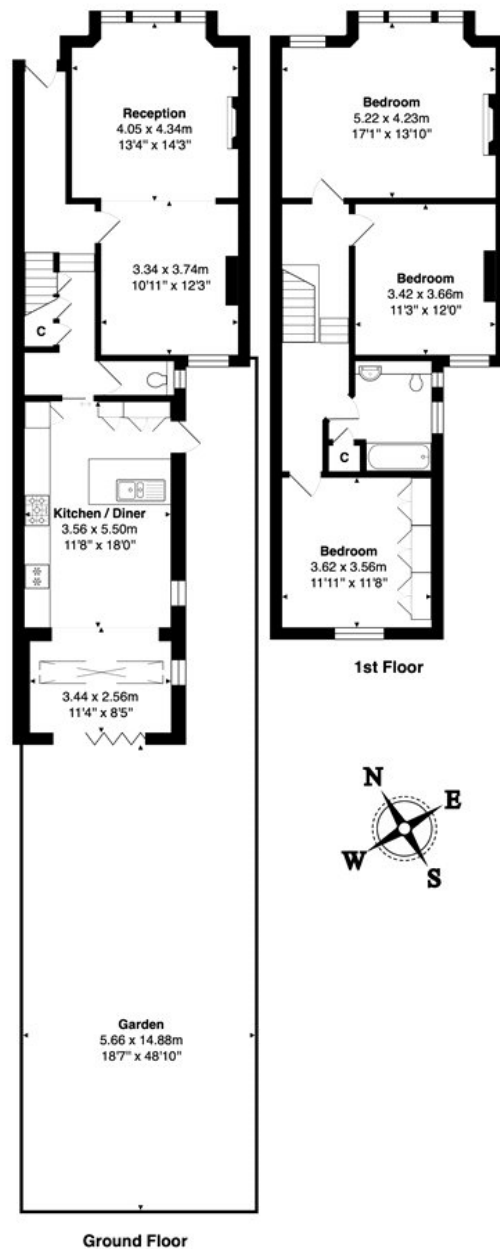 Reception
4.05 x 4.34m
13'4" x 14'3"
3.34 x 3.74m
10'11" x 12'3"
C
Kitchen / Diner
3.56 x 5.50m
11'8" x 18'0"
3.44 x 2.56m
11'4" x 8'5"
Garden
5.66 x 14.88m
18'7" x 48'10"
Ground Floor
Bedroom
5.22 x 4.23m
17'1" x 13'10"
Bedroom
3.42 x 3.66m
11'3" x 12'0"
C
Bedroom
3.62 x 3.56m
11'11" x 11'8"
1st Floor
N
E
W
S